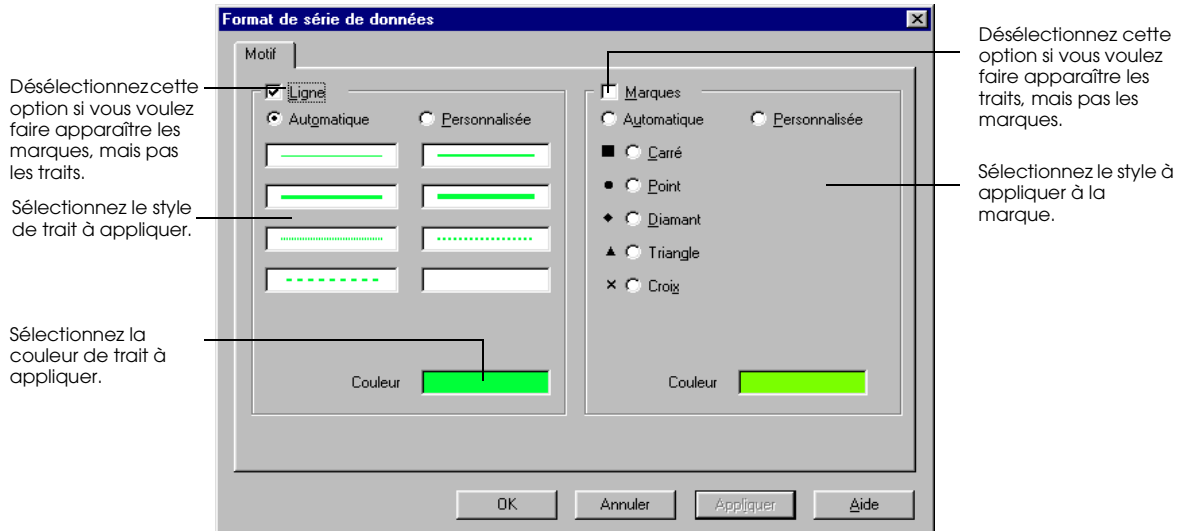 Format de série de données
Motif
Désélectionnez cette
option si vous voulez
faire apparaître les
marques, mais pas
les traits.
Sélectionnez le style
de trait à appliquer.
Sélectionnez la
couleur de trait à
appliquer.
Ligne
Automatique
Personnalisée
Couleur
Marques
Automatique
Personnalisée
Carré
Point
Diamant
Triangle
Croix
Couleur
Désélectionnez cette
option si vous voulez
faire apparaître les
traits, mais pas les
marques.
Sélectionnez le style à
appliquer à la
marque.
OK
Annuler
Appliquer
Aide